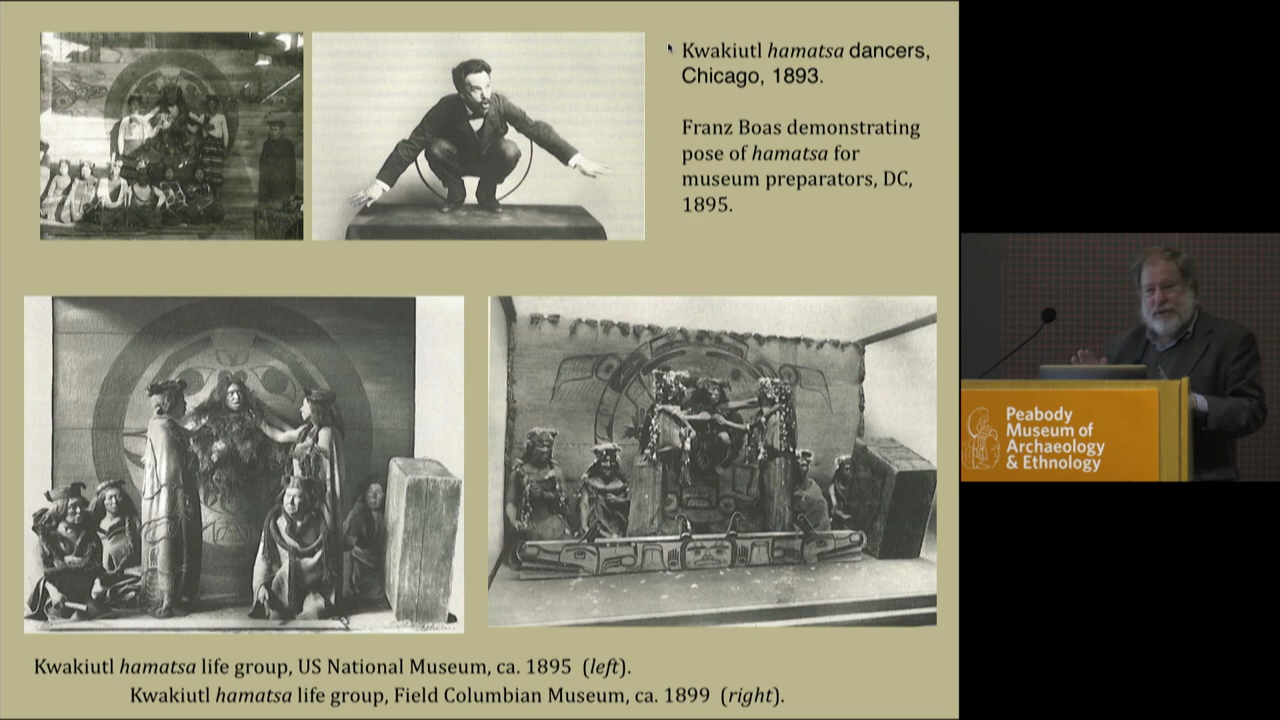 Kwakiutl hamatsa dancers,
Chicago, 1893.
Franz Boas demonstrating
pose of hamatsa for
museum preparators, DC,
1895.
Peabody
Museum of
Archaeology
& Ethnology
Kwakiutl hamatsa life group, US National Museum, ca. 1895 (left).
Kwakiutl hamatsa life group, Field Columbian Museum, ca. 1899 (right).